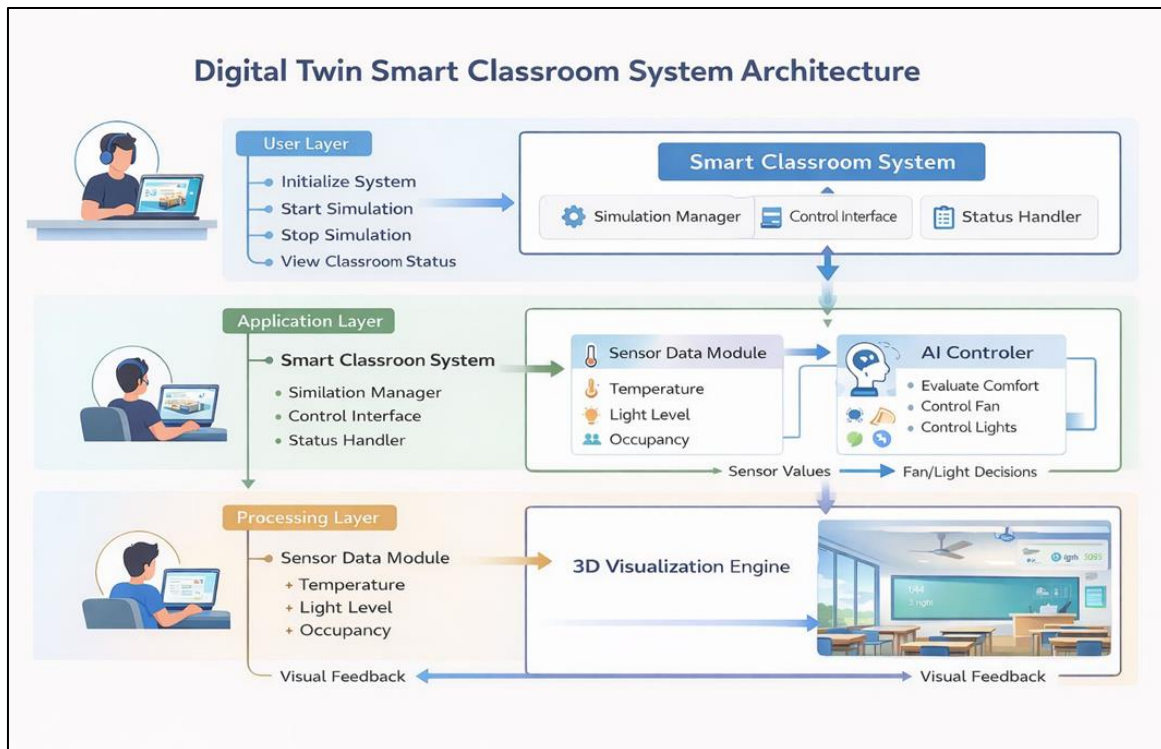 Digital Twin Smart Classroom System Architecture
User Layer
Initialize System
Start Simulation
Stop Simulation
View Classroom Status
Smart Classroom System
Simulation Manager
Control Interface
Status Handler
Application Layer
Smart Classroon System
Similation Manager
Control Interface
Status Handler
Sensor Data Module
Temperature
Light Level
Occupancy
AI Controler
Evaluate Comfort
Control Fan
Control Lights
Sensor Values
Fan/Light Decisions
Processing Layer
Sensor Data Module
+ Temperature
+ Light Level
+ Occupancy
3D Visualization Engine
Visual Feedback
Visual Feedback